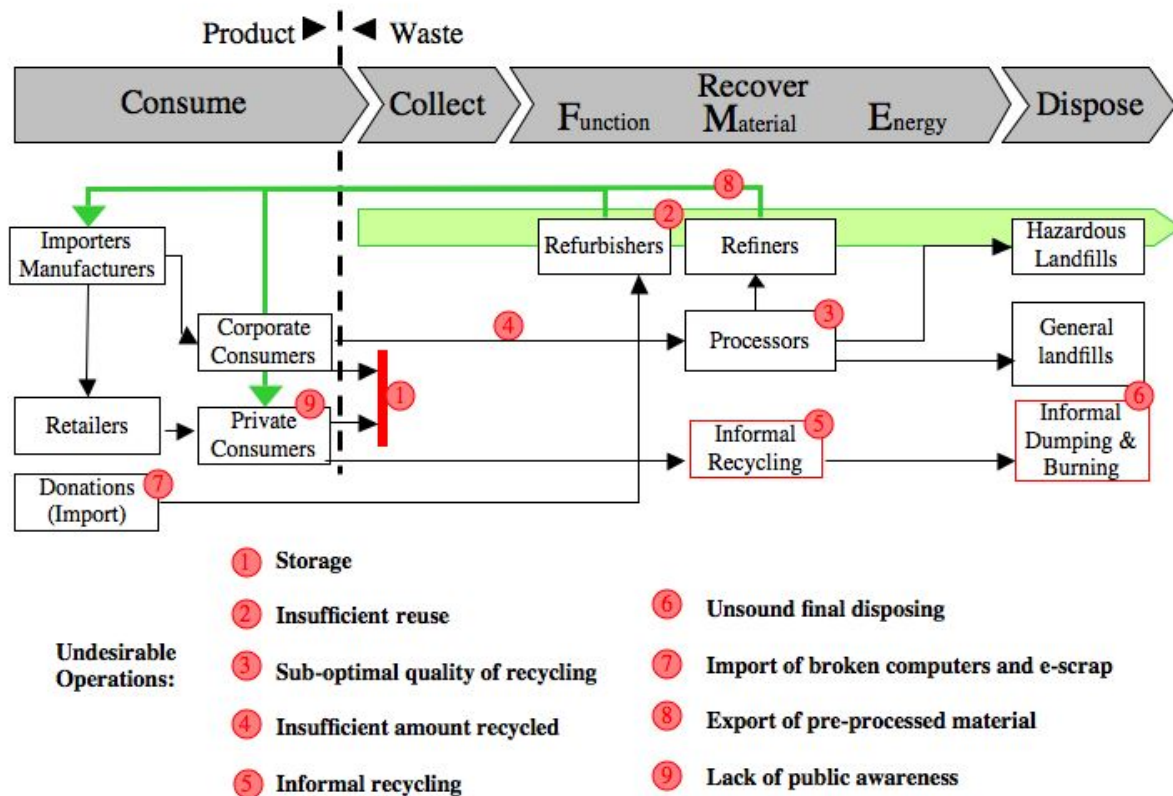 Product
Waste
Consume
Collect
Recover
Function
Material
Energy
Dispose
8
2
Importers
Manufacturers
Refurbishers
Refiners
Hazardous
Landfills
Corporate
Consumers
4
Processors
3
General
landfills
1
Retailers
Private
Consumers
9
Informal
Recycling
5
Informal
Dumping &
Burning
6
Donations
(Import)
7
Undesirable
Operations:
1 Storage
2 Insufficient reuse
3 Sub-optimal quality of recycling
4 Insufficient amount recycled
5 Informal recycling
6 Unsound final disposing
7 Import of broken computers and e-scrap
8 Export of pre-processed material
9 Lack of public awareness